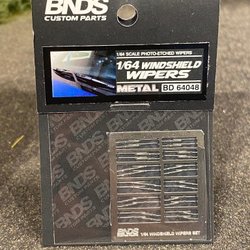 BNDS
CUSTOM PARTS
1/64 SCALE PHOTO-ETCHED WIPERS
1/64 WINDSHIELD
WIPERS
METAL BD 64048
BNDS 1/64 WINDSHIELD WIPERS SET